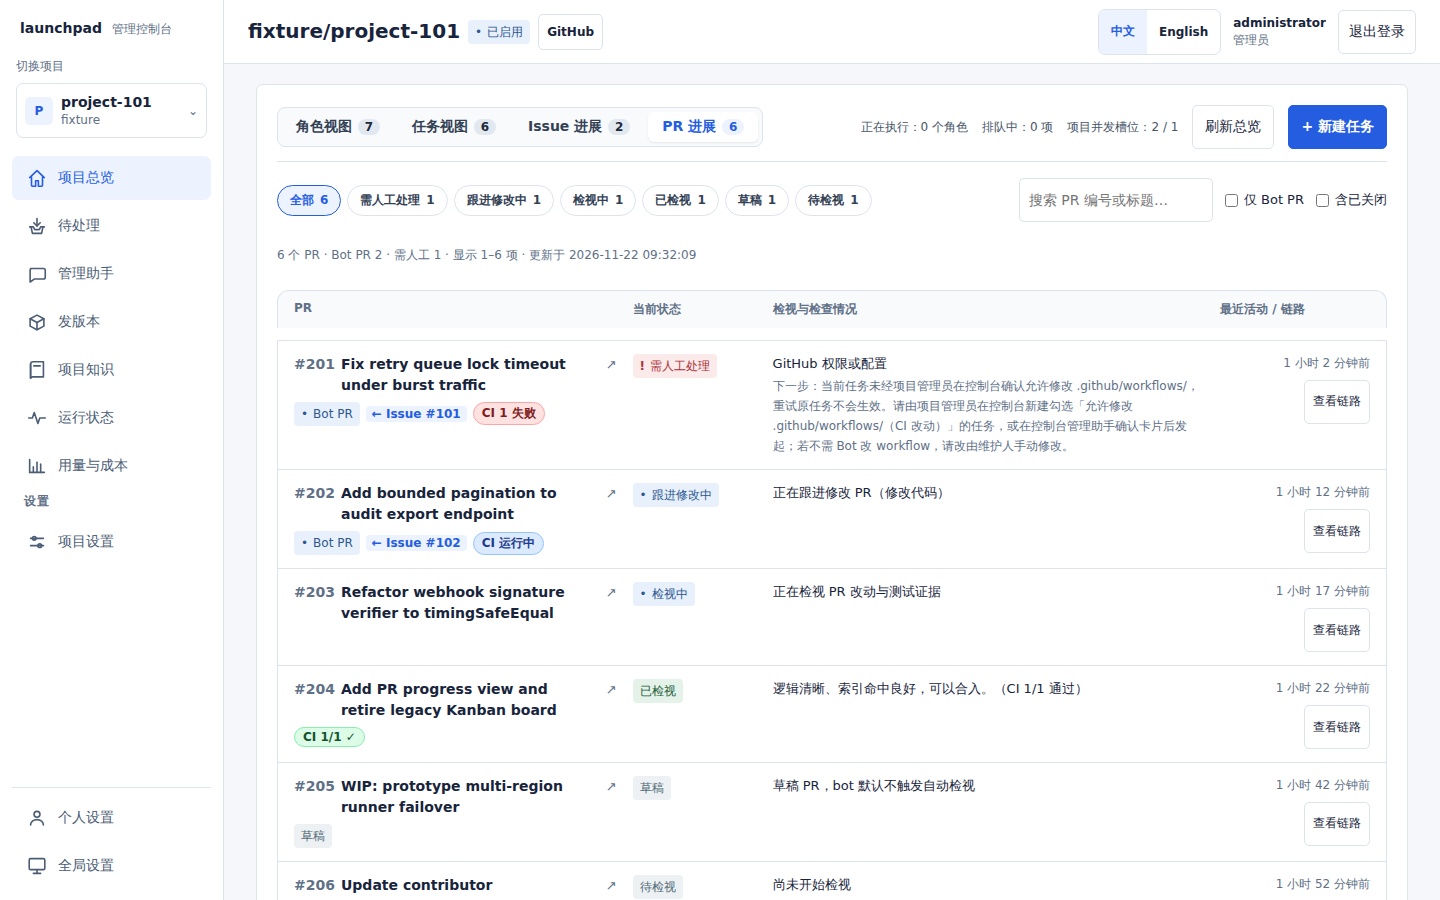 launchpad 管理控制台
切换项目
P project-101
fixture
项目总览
待处理
管理助手
发版本
项目知识
运行状态
用量与成本
设置
项目设置
个人设置
全局设置
fixture/project-101 • 已启用 GitHub
中文 English administrator 管理员 退出登录
角色视图 7 任务视图 6 Issue 进展 2 PR 进展 6 正在执行：0 个角色 排队中：0 项 项目并发槽位：2 / 1 刷新总览 + 新建任务
全部 6 需人工处理 1 跟进修改中 1 检视中 1 已检视 1 草稿 1 待检视 1 搜索 PR 编号或标题... 仅 Bot PR 含已关闭
6 个 PR · Bot PR 2 · 需人工 1 · 显示 1–6 项 · 更新于 2026-11-22 09:32:09
PR 当前状态 检视与检查情况 最近活动 / 链路
#201 Fix retry queue lock timeout ↗ ! 需人工处理 GitHub 权限或配置 1 小时 2 分钟前
under burst traffic
• Bot PR ← Issue #101 CI 1 失败
下一步：当前任务未经项目管理员在控制台确认允许修改 .github/workflows/，
重试原任务不会生效。请由项目管理员在控制台新建勾选「允许修改
.github/workflows/（CI 改动）」的任务，或在控制台管理助手确认卡片后发
起；若不需 Bot 改 workflow，请改由维护人手动修改。
查看链路
#202 Add bounded pagination to ↗ • 跟进修改中 正在跟进修改 PR（修改代码） 1 小时 12 分钟前
audit export endpoint
• Bot PR ← Issue #102 CI 运行中 查看链路
#203 Refactor webhook signature ↗ • 检视中 正在检视 PR 改动与测试证据 1 小时 17 分钟前
verifier to timingSafeEqual
查看链路
#204 Add PR progress view and ↗ 已检视 逻辑清晰、索引命中良好，可以合入。（CI 1/1 通过） 1 小时 22 分钟前
retire legacy Kanban board
CI 1/1 ✓ 查看链路
#205 WIP: prototype multi-region ↗ 草稿 草稿 PR，bot 默认不触发自动检视 1 小时 42 分钟前
runner failover
草稿 查看链路
#206 Update contributor ↗ 待检视 尚未开始检视 1 小时 52 分钟前